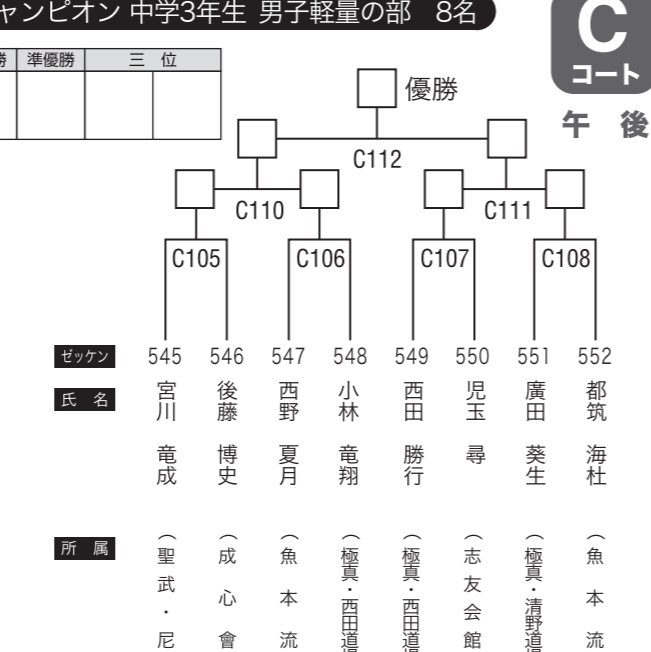 ャンピオン 中学3年生 男子軽量の部 8名
勝 準優勝 三 位
C
コート
午 後
優勝
C112
C110 C111
C105 C106 C107 C108
ゼッケン 545 546 547 548 549 550 551 552
氏 名 宮川 竜成 後藤 博史 西野 夏月 小林 竜翔 西田 勝行 児玉 尋 廣田 葵生 都筑 海杜
所 属 (聖武・尼 (成心會 (魚本流 (極真・西田道場 (極真・西田道場 (志友会館 (極真・清野道場 (魚本流